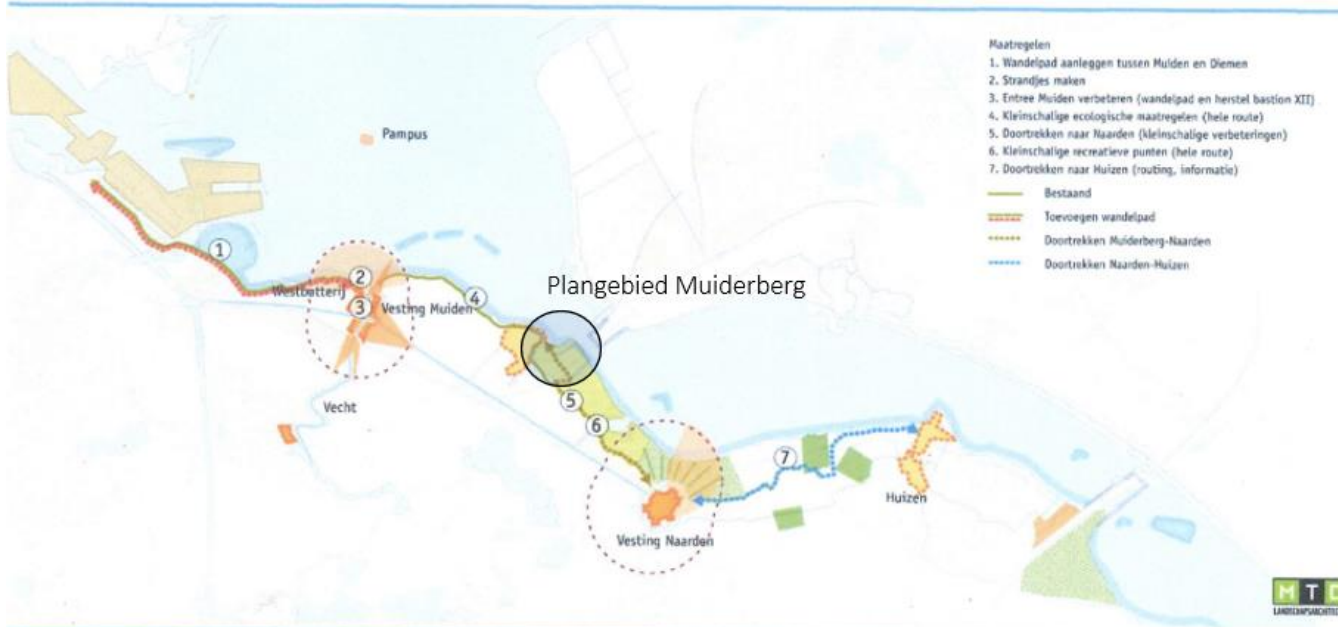 Maatregelen
1. Wandelpad aanleggen tussen Muiden en Diemen
2. Strandjes maken
3. Entree Muiden verbeteren (wandelpad en herstel bastion XII)
4. Kleinschalige ecologische maatregelen (hele route)
5. Doortrekken naar Naarden (kleinschalige verbeteringen)
6. Kleinschalige recreatieve punten (hele route)
7. Doortrekken naar Huizen (routing, informatie)
Bestaand
Toevoegen wandelpad
Doortrekken Muiderberg-Naarden
Doortrekken Naarden-Huizen
Pampus
1
2
Westbatterij
3
Vesting Muiden
4
Plangebied Muiderberg
Vecht
5
6
7
Huizen
Vesting Naarden
MTD
LANDSCHAPSARCHITE